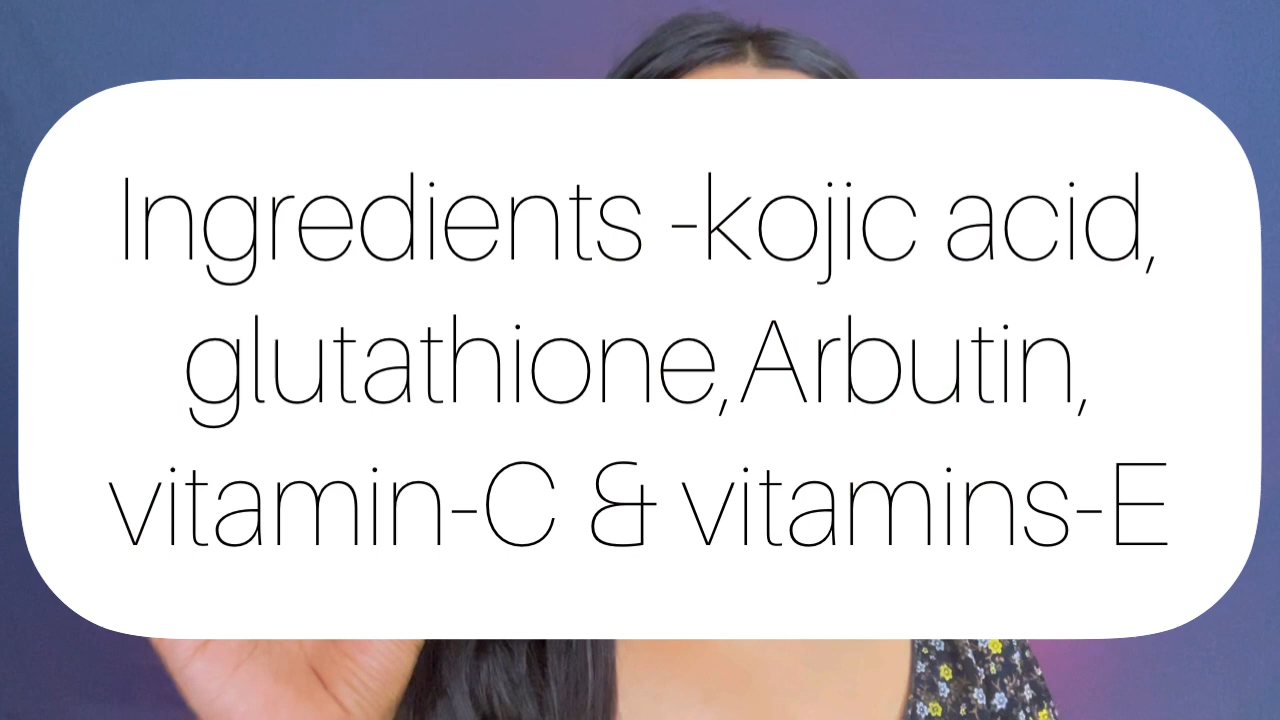 Ingredients -kojic acid,
glutathione,Arbutin,
vitamin-C & vitamins-E